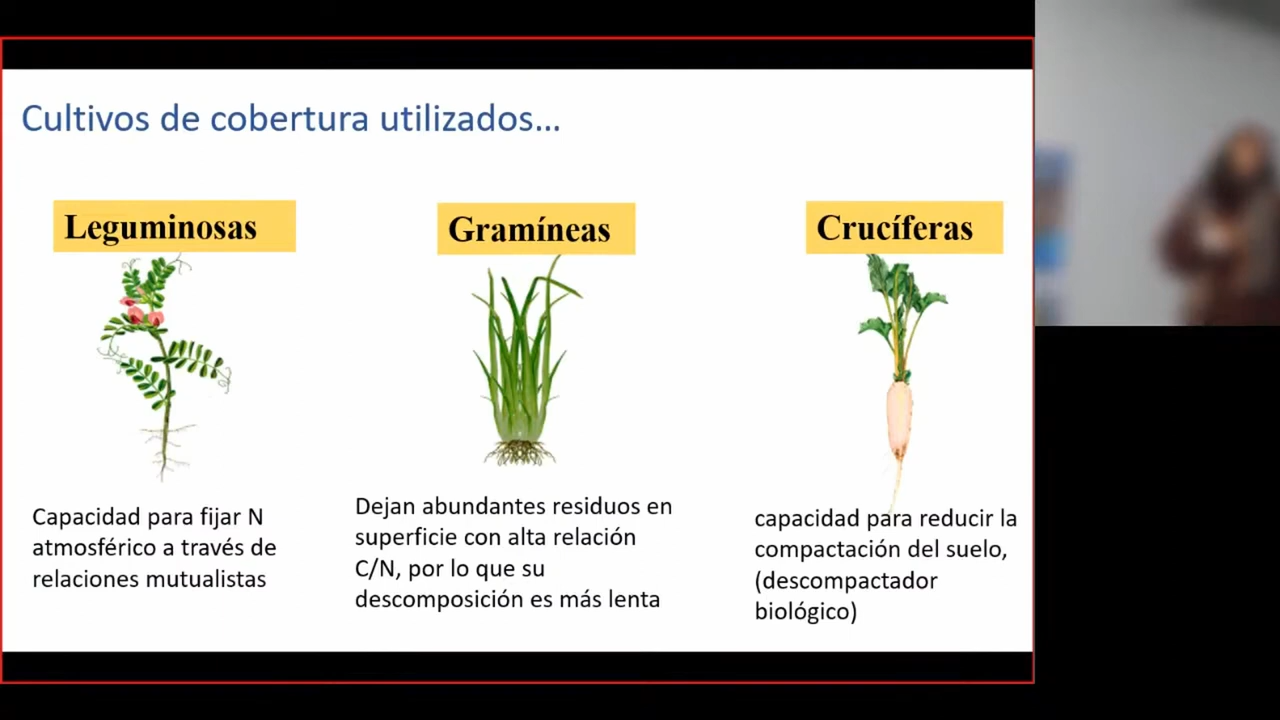 Cultivos de cobertura utilizados...
Leguminosas
Capacidad para fijar N
atmosférico a través de
relaciones mutualistas
Gramíneas
Dejan abundantes residuos en
superficie con alta relación
C/N, por lo que su
descomposición es más lenta
Crucíferas
capacidad para reducir la
compactación del suelo,
(descompactador
biológico)